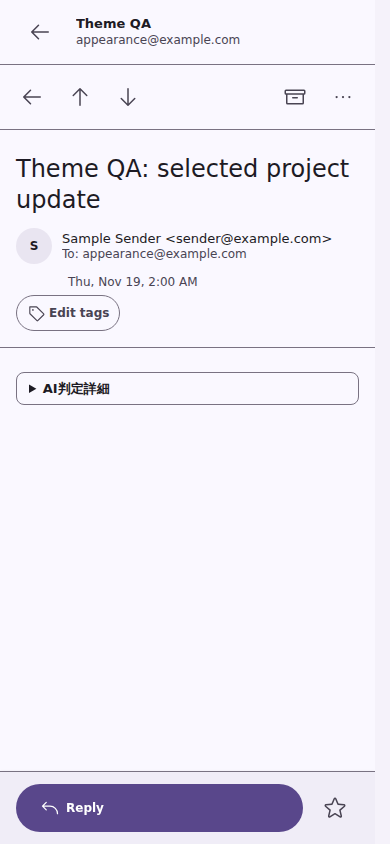 Theme QA
appearance@example.com
Theme QA: selected project
update
S
Sample Sender <sender@example.com>
To: appearance@example.com
Thu, Nov 19, 2:00 AM
Edit tags
AI判定詳細
Reply